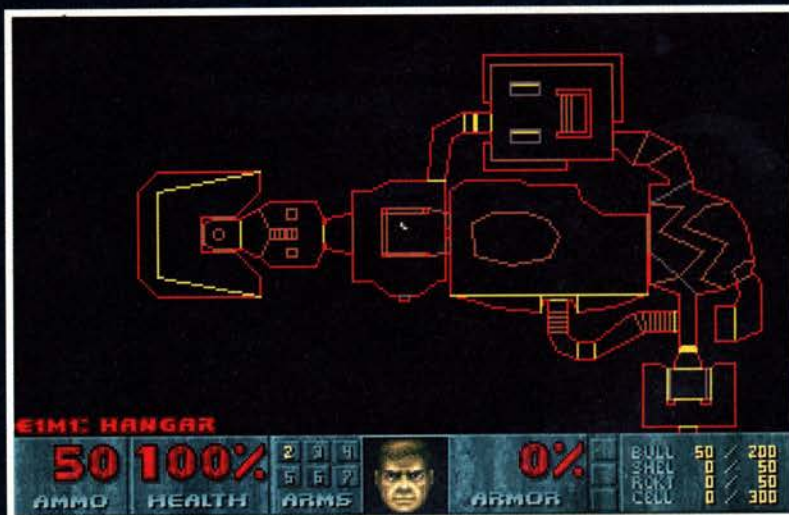 E1M1: HANGAR
50 100% 2 3 4 0% BULL 50 / 200
5 6 7 SHEL 0 / 50
RCKT 0 / 50
AMMO HEALTH ARMS ARMOR CELL 0 / 300